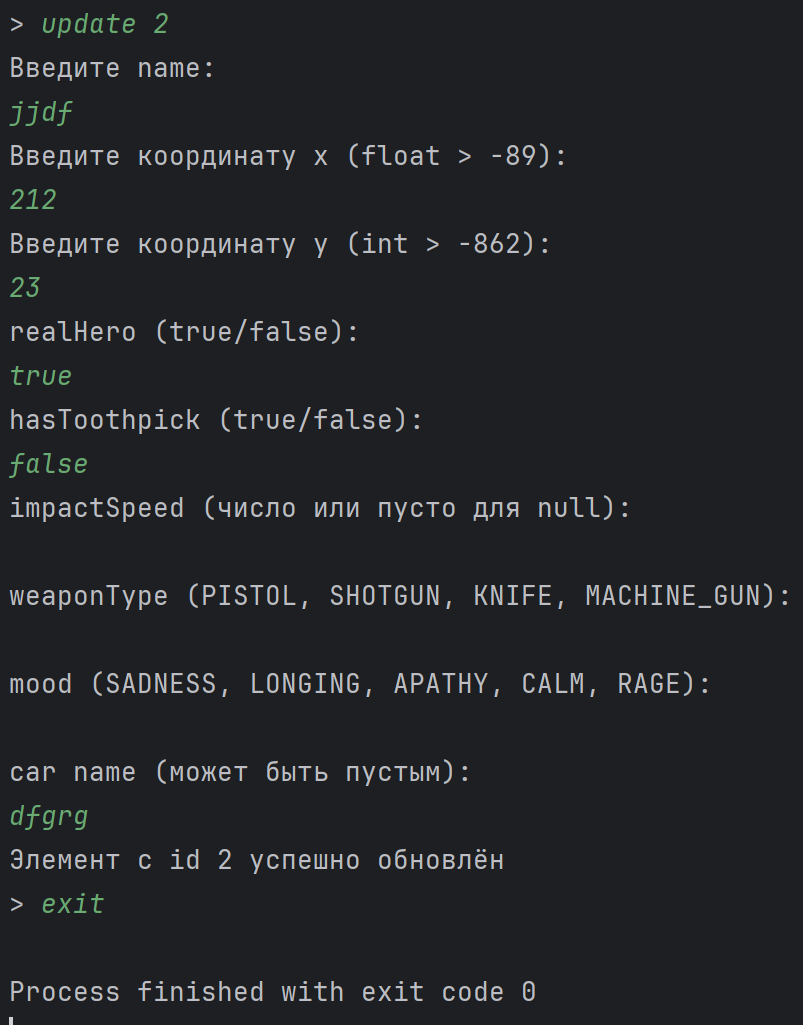 > update 2
Введите name:
jjdf
Введите координату x (float > -89):
212
Введите координату y (int > -862):
23
realHero (true/false):
true
hasToothpick (true/false):
false
impactSpeed (число или пусто для null):
weaponType (PISTOL, SHOTGUN, KNIFE, MACHINE_GUN):
mood (SADNESS, LONGING, APATHY, CALM, RAGE):
car name (может быть пустым):
dfgrg
Элемент с id 2 успешно обновлён
> exit
Process finished with exit code 0